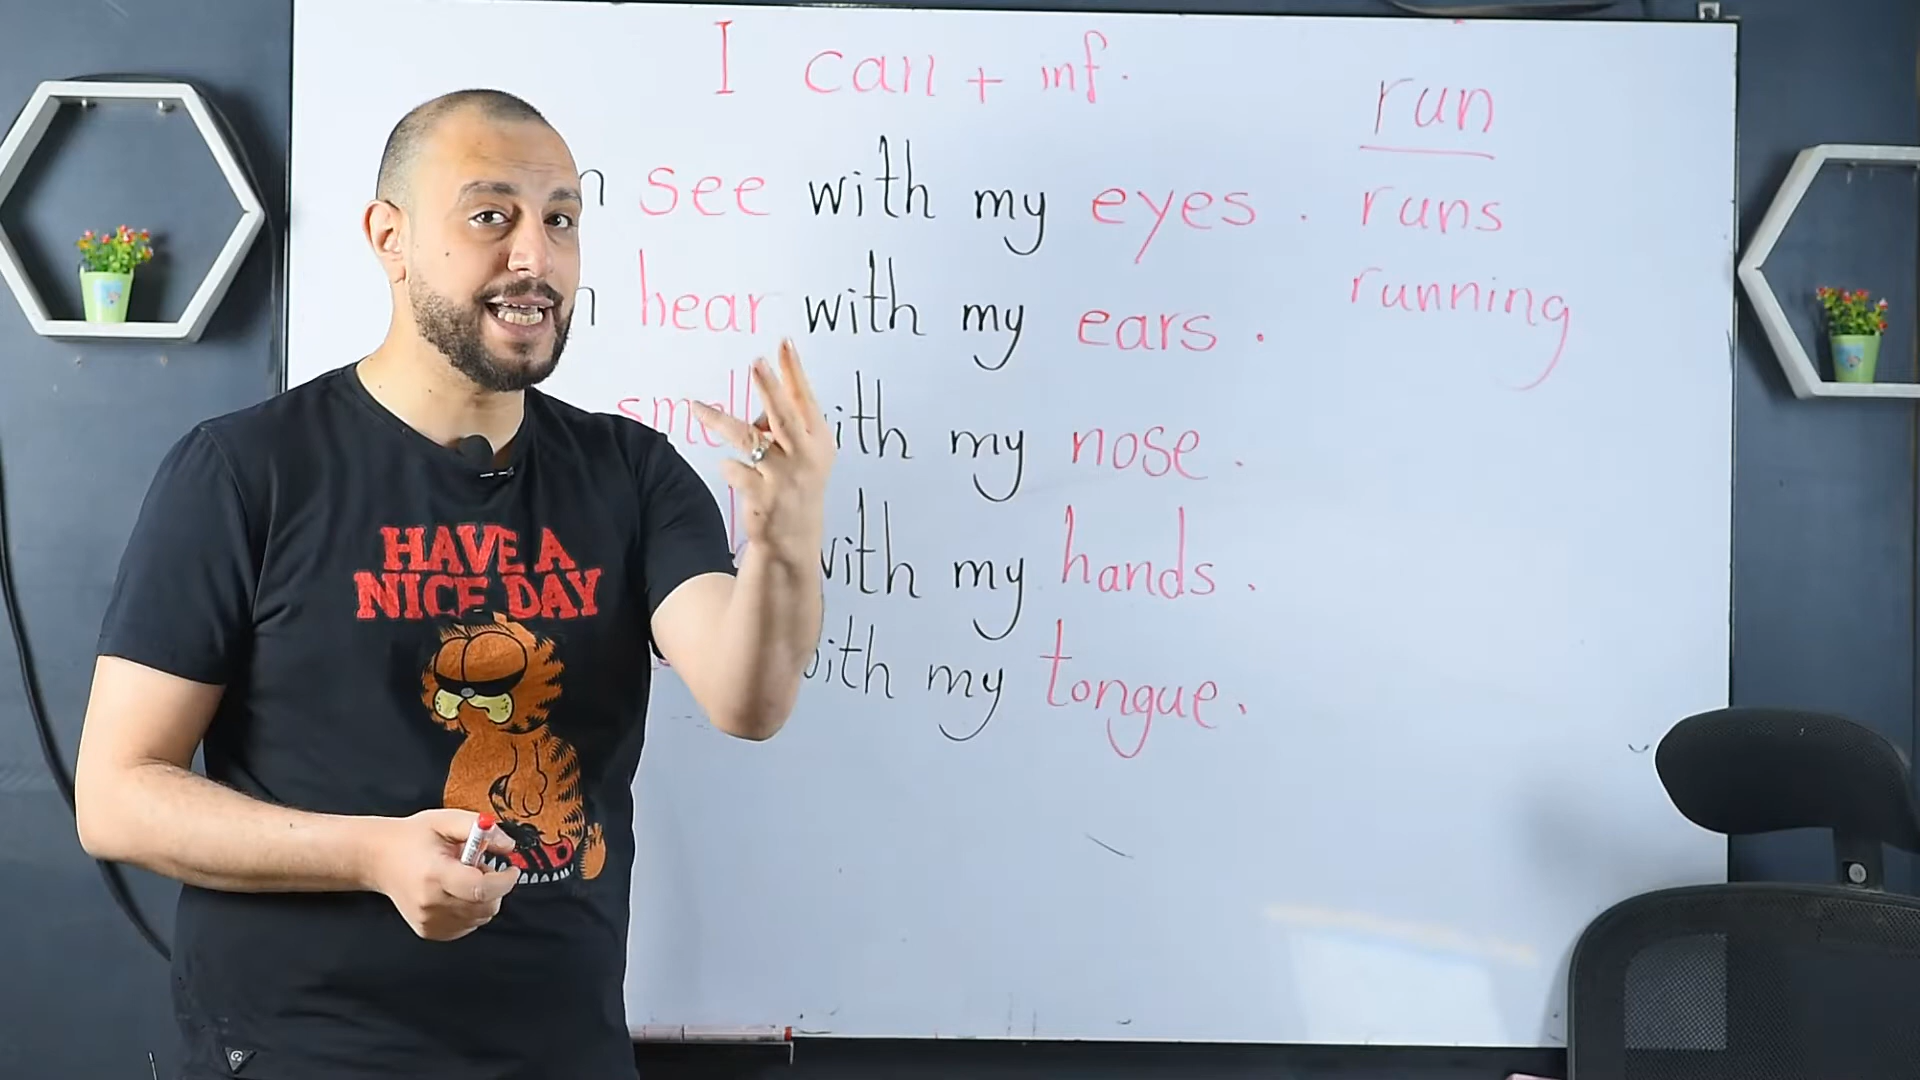 I can + inf.
run
see with my eyes.
runs
hear with my ears.
running
smell with my nose.
with my hands.
with my tongue.
HAVE A
NICE DAY